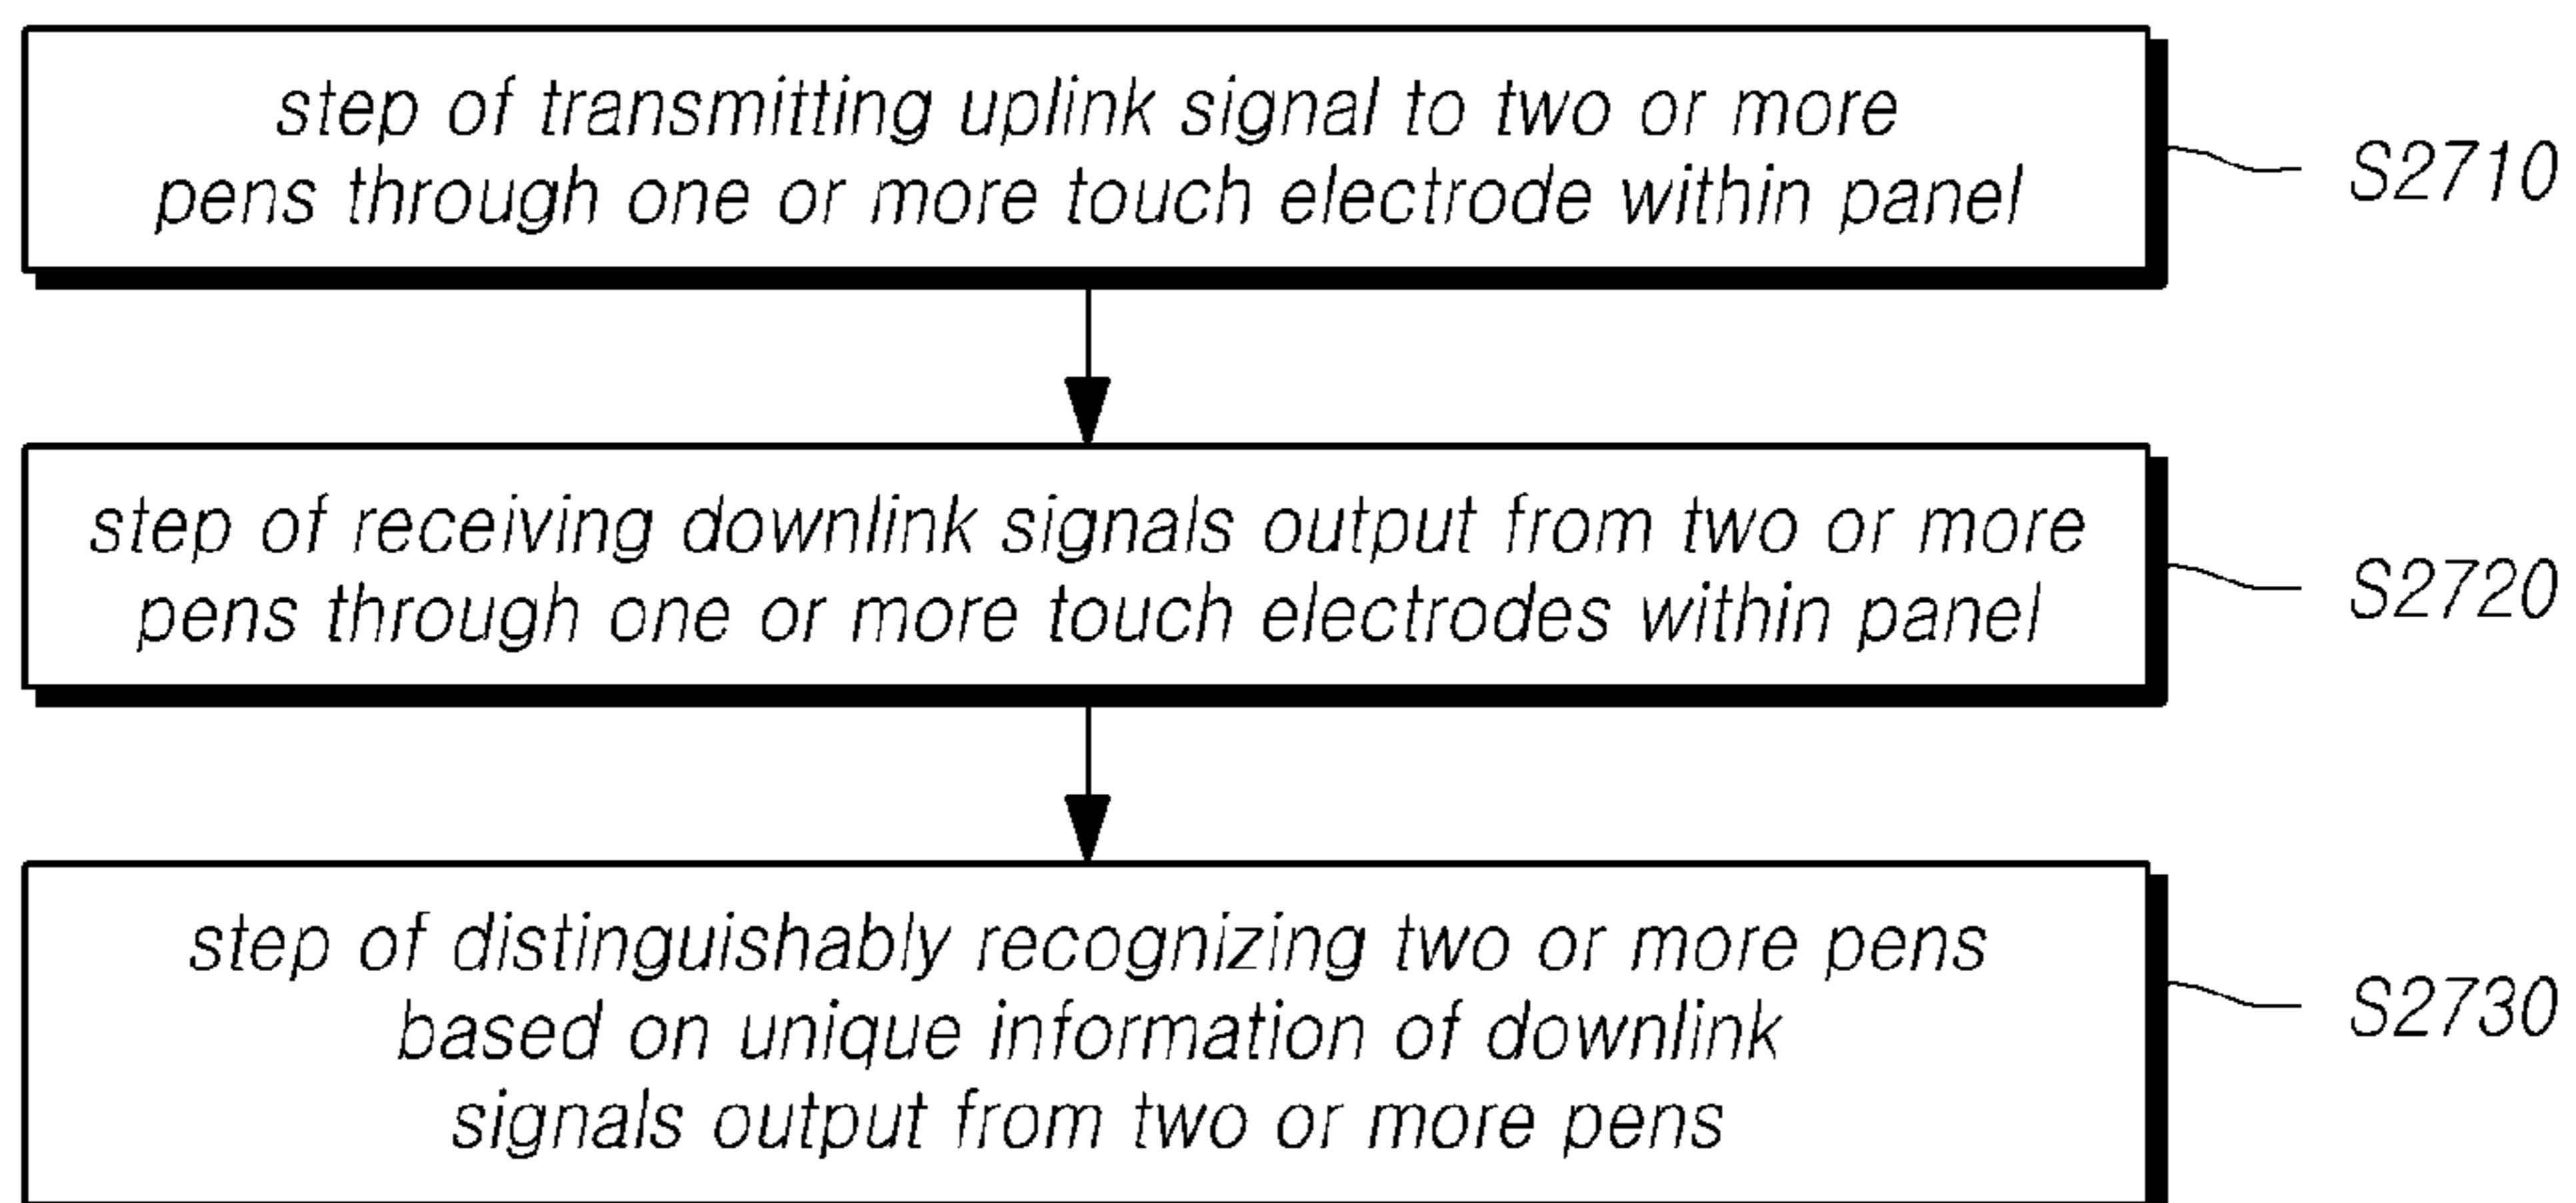 step of transmitting uplink signal to two or more
pens through one or more touch electrode within panel
S2710
step of receiving downlink signals output from two or more
pens through one or more touch electrodes within panel
S2720
step of distinguishably recognizing two or more pens
based on unique information of downlink
signals output from two or more pens
S2730